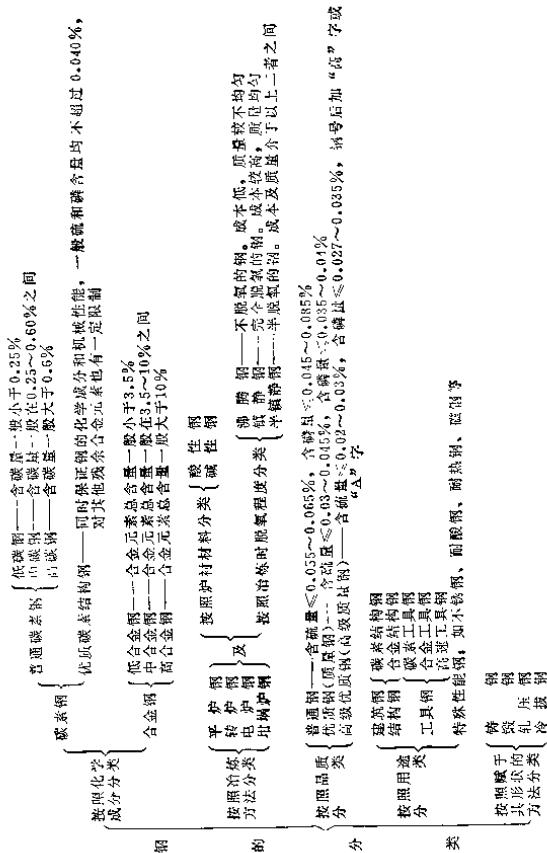 钢的分类
按照化学成分分类
碳素钢
普通碳素钢
低碳钢——含碳量一般小于0.25%
中碳钢——含碳量一般在0.25~0.60%之间
高碳钢——含碳量一般大于0.6%
优质碳素结构钢——同时保证钢的化学成分和机械性能，一般硫和磷含量均不超过0.040%，
对其他残余合金元素也有一定限制
合金钢
低合金钢——合金元素总含量一般小于3.5%
中合金钢——合金元素总含量一般在3.5~10%之间
高合金钢——合金元素总含量一般大于10%
按照冶炼方法分类
平炉钢
转炉钢
电炉钢
坩埚炉钢
及
按照炉衬材料分类
酸性钢
碱性钢
按照冶炼时脱氧程度分类
沸腾钢——不脱氧的钢。成本低，质量较不均匀
镇静钢——完全脱氧的钢。成本较高，质量均匀
半镇静钢——半脱氧的钢。成本及质量介于以上二者之间
按照品质分类
普通钢——含硫量≤0.055~0.065%，含磷量≤0.045~0.085%
优质钢(质量钢)——含硫量≤0.03~0.045%，含磷量≤0.035~0.04%
高级优质钢(高级质量钢)——含硫量≤0.02~0.03%，含磷量≤0.027~0.035%，钢号后加“高”字或
“A”字
按照用途分类
建筑钢
结构钢
碳素结构钢
合金结构钢
工具钢
碳素工具钢
合金工具钢
高速工具钢
特殊性能钢，如不锈钢、耐酸钢、耐热钢、磁钢等
按照赋于其形状的方法分类
铸钢
锻钢
轧压钢
冷拔钢